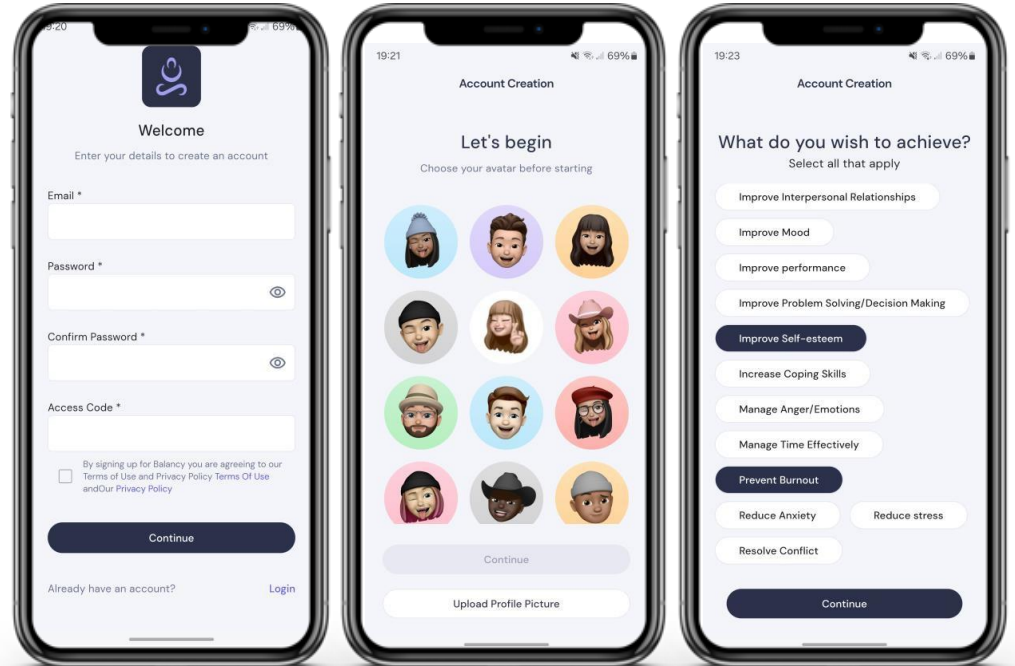 19:20
69%
Welcome
Enter your details to create an account
Email *
Password *
Confirm Password *
Access Code *
By signing up for Balancy you are agreeing to our
Terms of Use and Privacy Policy Terms Of Use
andOur Privacy Policy
Continue
Already have an account?
Login
19:21
69%
Account Creation
Let's begin
Choose your avatar before starting
Continue
Upload Profile Picture
19:23
69%
Account Creation
What do you wish to achieve?
Select all that apply
Improve Interpersonal Relationships
Improve Mood
Improve performance
Improve Problem Solving/Decision Making
Improve Self-esteem
Increase Coping Skills
Manage Anger/Emotions
Manage Time Effectively
Prevent Burnout
Reduce Anxiety
Reduce stress
Resolve Conflict
Continue